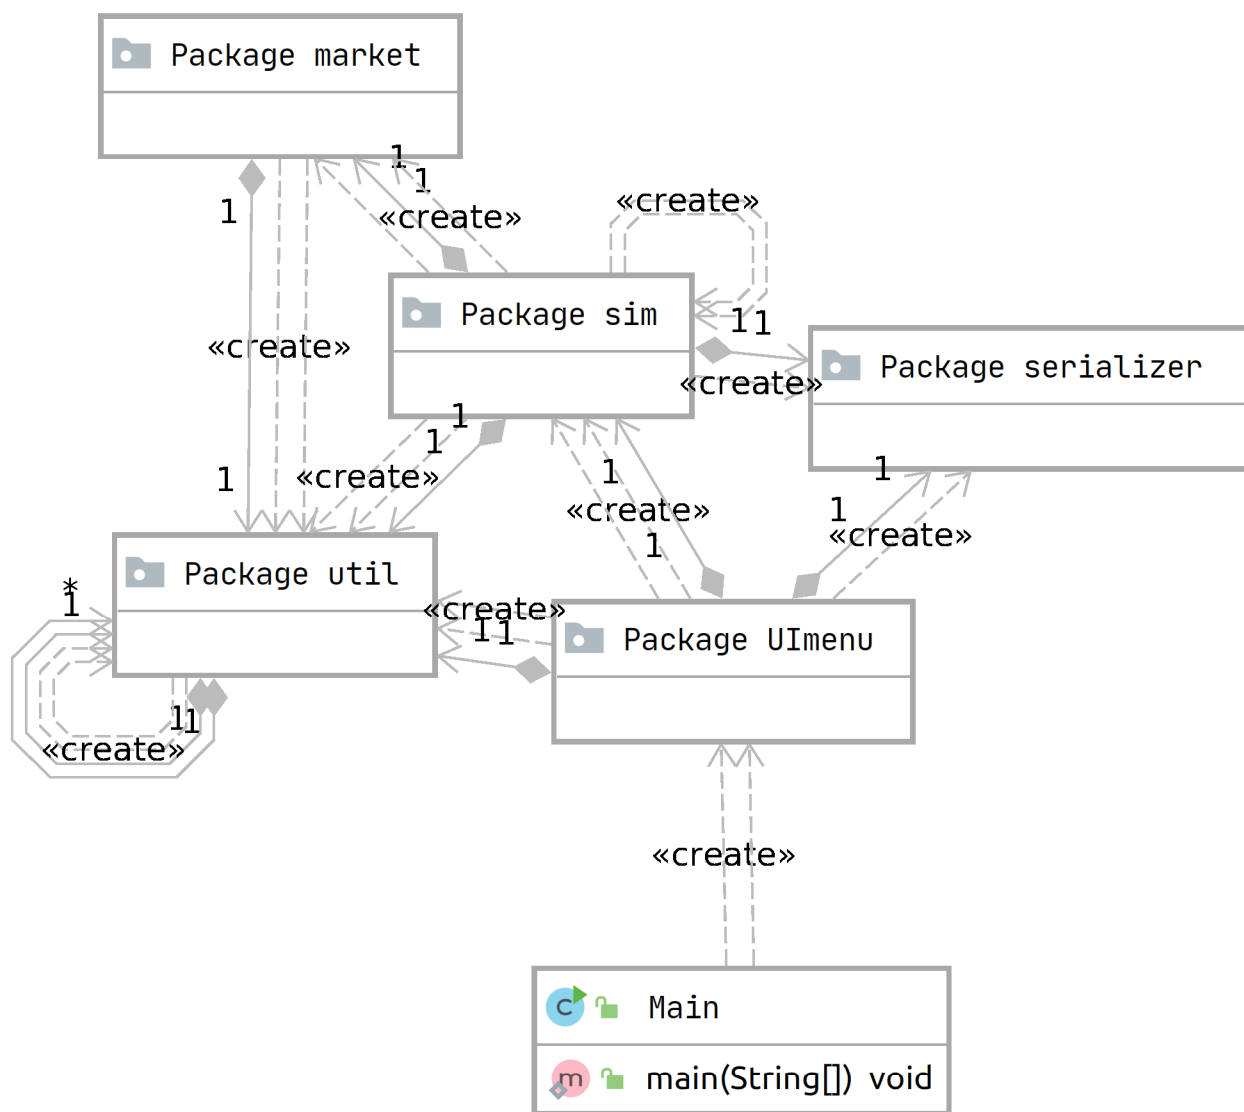 Package market
1
1
1
«create»
«create»
Package sim
1 1
«create»
Package serializer
«create»
1
1
«create»
1
1
«create»
1
«create»
1
1
1
«create»
Package util
*
1
«create»
1 1
Package UImenu
1 1
«create»
«create»
Main
main(String[]) void